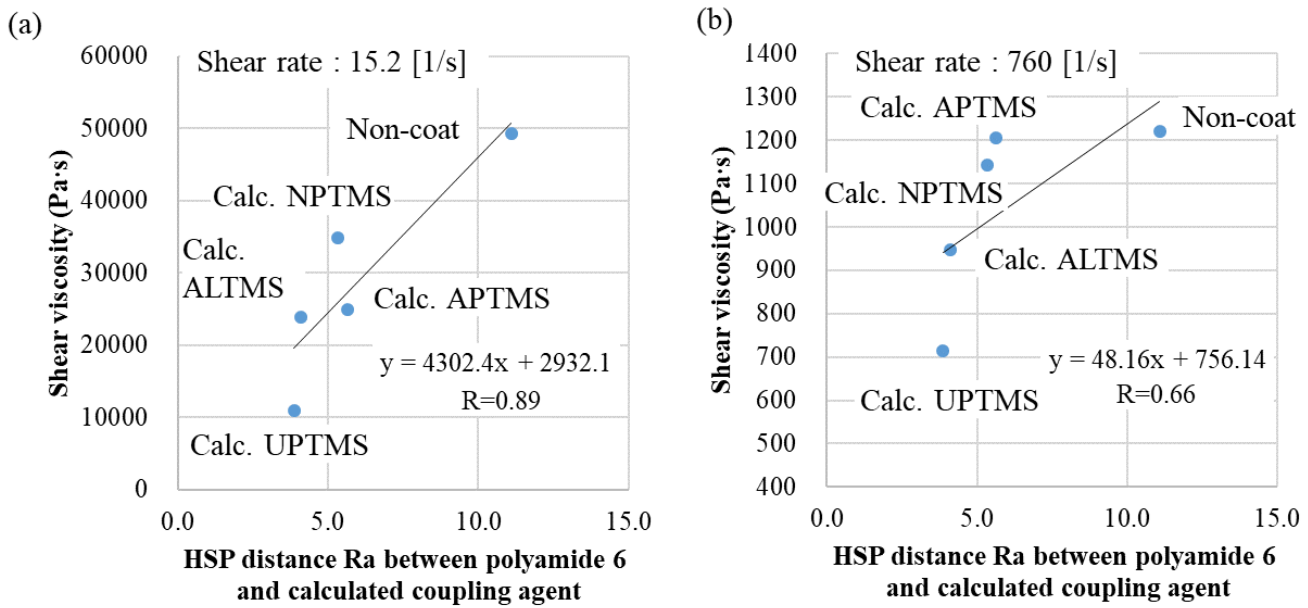 (a)
60000
50000
40000
30000
20000
10000
0
Shear viscosity (Pa·s)
Shear rate : 15.2 [1/s]
Non-coat
Calc. NPTMS
Calc.
ALTMS
Calc. APTMS
y = 4302.4x + 2932.1
R=0.89
Calc. UPTMS
0.0
5.0
10.0
15.0
HSP distance Ra between polyamide 6
and calculated coupling agent
(b)
1400
1300
1200
1100
1000
900
800
700
600
500
400
Shear viscosity (Pa·s)
Shear rate : 760 [1/s]
Calc. APTMS
Non-coat
Calc. NPTMS
Calc. ALTMS
y = 48.16x + 756.14
R=0.66
Calc. UPTMS
0.0
5.0
10.0
15.0
HSP distance Ra between polyamide 6
and calculated coupling agent